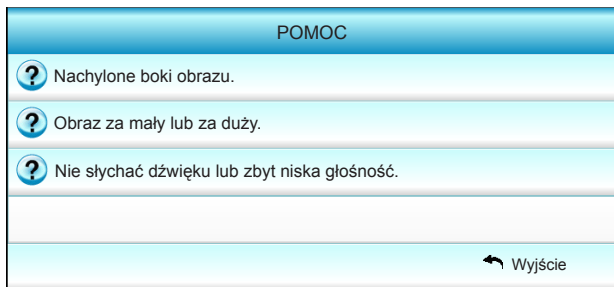 POMOC
Nachylone boki obrazu.
Obraz za mały lub za duży.
Nie słychać dźwięku lub zbyt niska głośność.
Wyjście